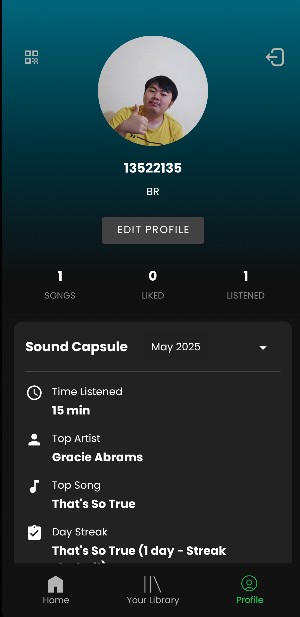 13522135
BR
EDIT PROFILE
1 0 1
SONGS LIKED LISTENED
Sound Capsule May 2025
Time Listened
15 min
Top Artist
Gracie Abrams
Top Song
That's So True
Day Streak
That's So True (1 day - Streak
Home Your Library Profile